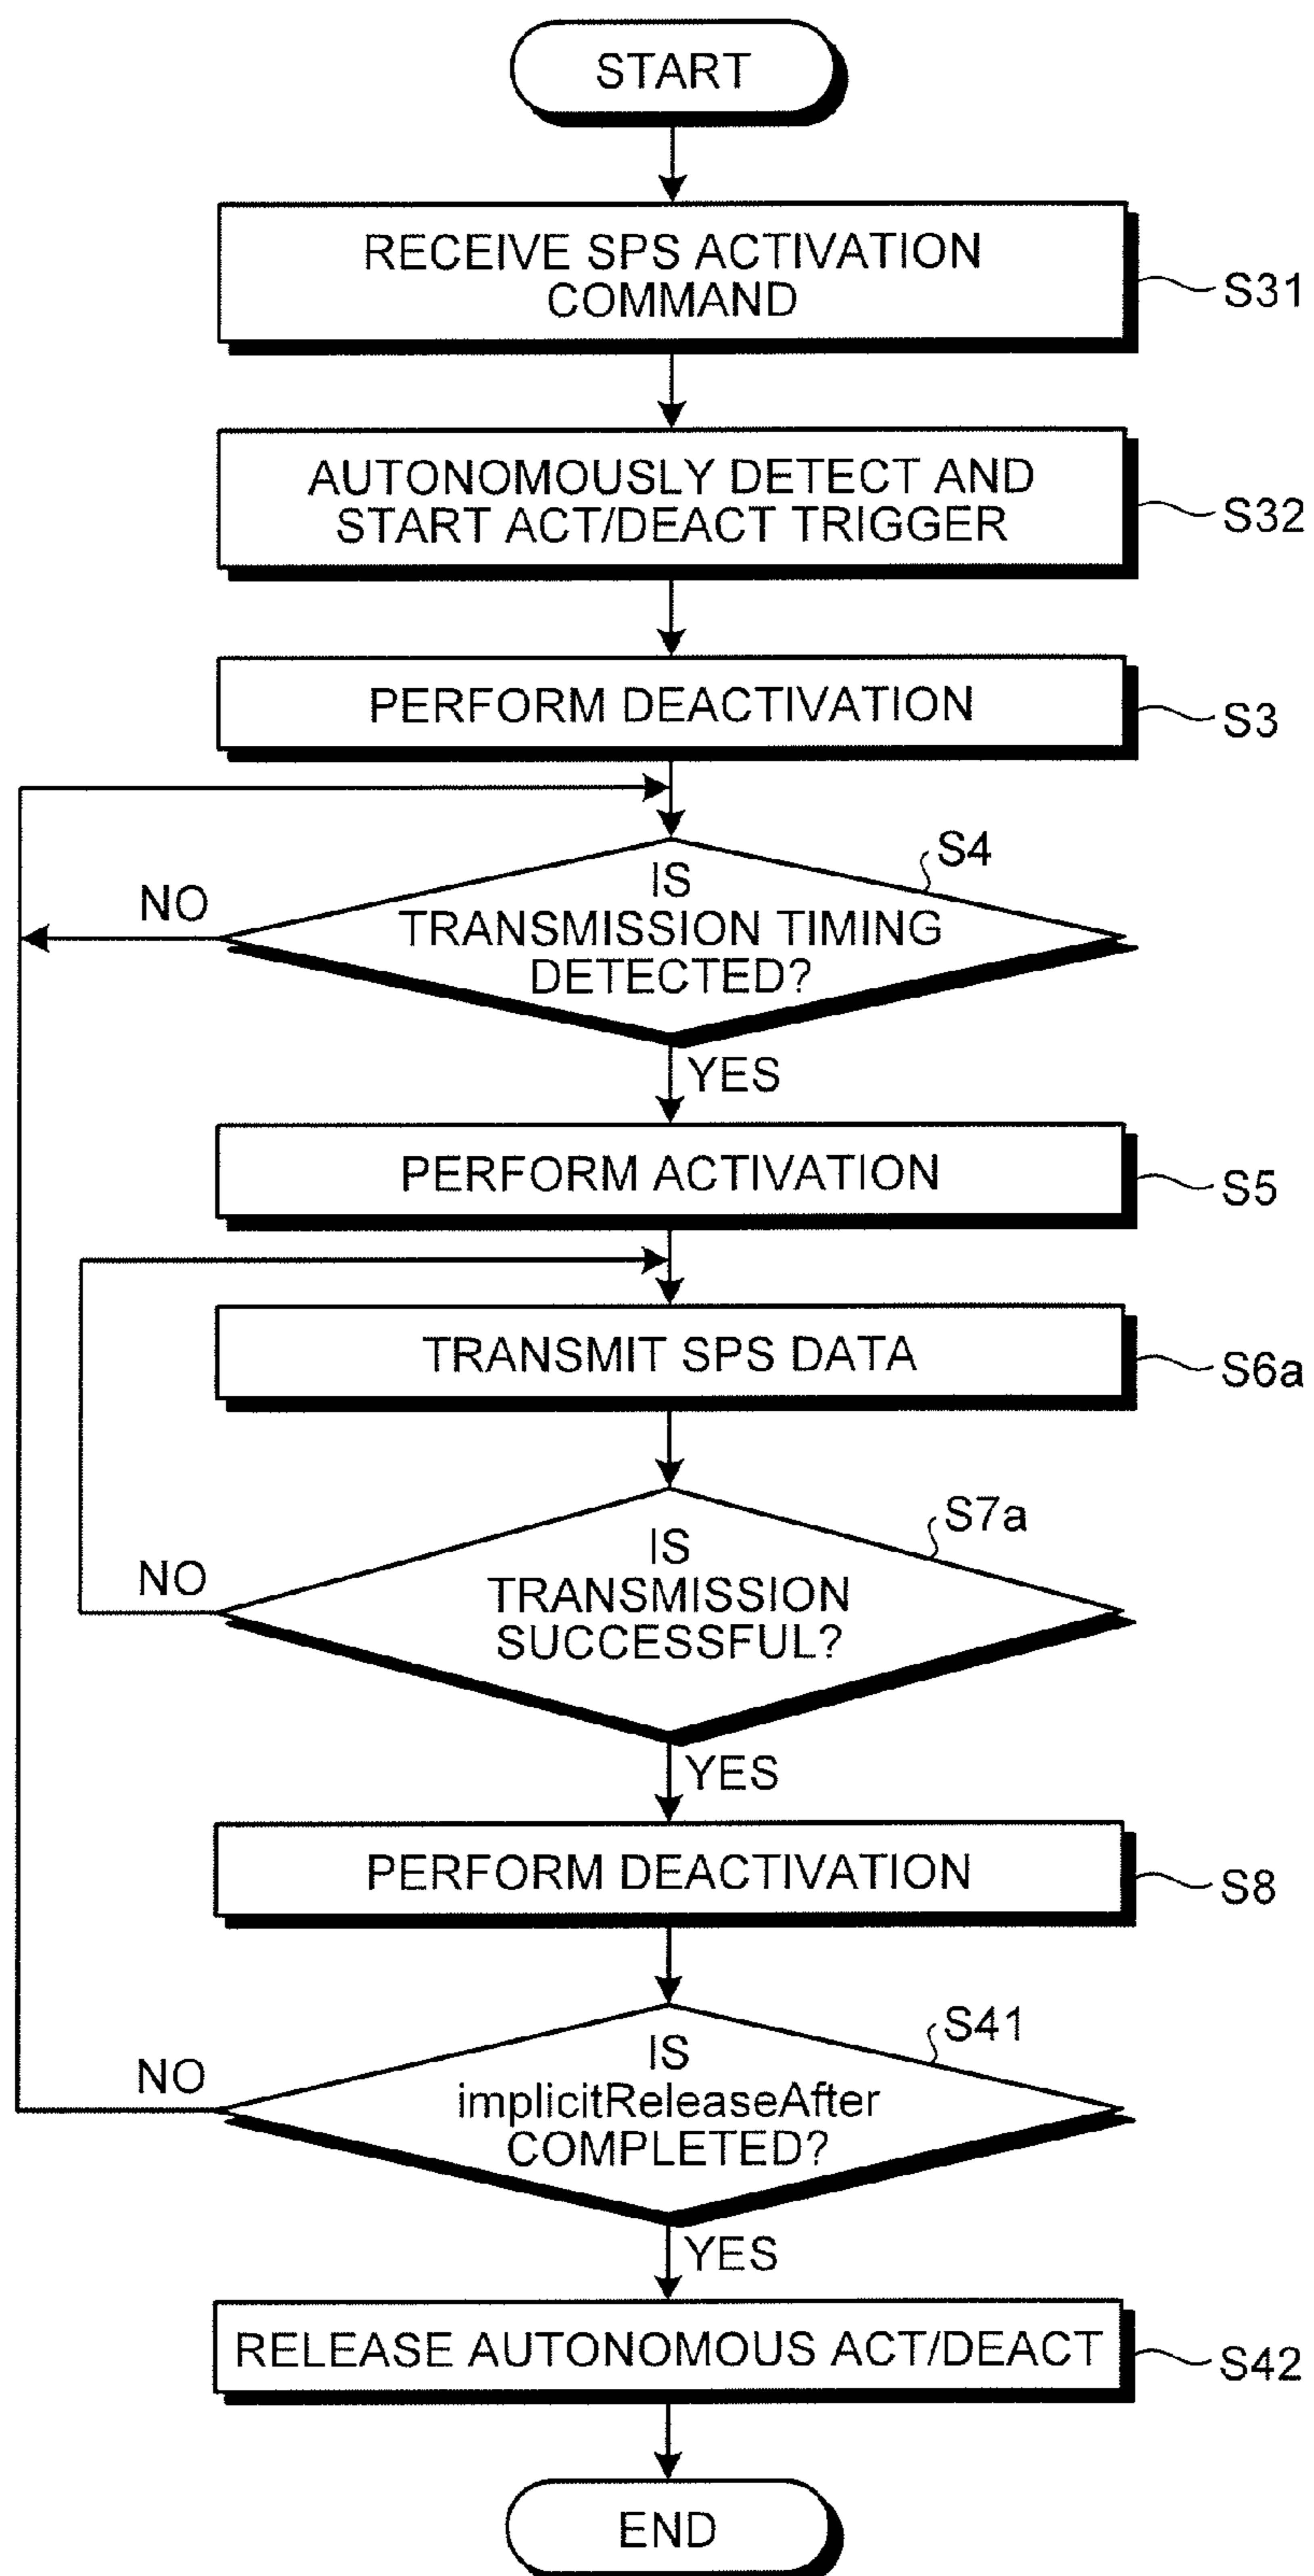 START
RECEIVE SPS ACTIVATION
COMMAND
S31
AUTONOMOUSLY DETECT AND
START ACT/DEACT TRIGGER
S32
PERFORM DEACTIVATION
S3
S4
NO
IS
TRANSMISSION TIMING
DETECTED?
YES
PERFORM ACTIVATION
S5
TRANSMIT SPS DATA
S6a
S7a
NO
IS
TRANSMISSION
SUCCESSFUL?
YES
PERFORM DEACTIVATION
S8
S41
NO
IS
implicitReleaseAfter
COMPLETED?
YES
RELEASE AUTONOMOUS ACT/DEACT
S42
END